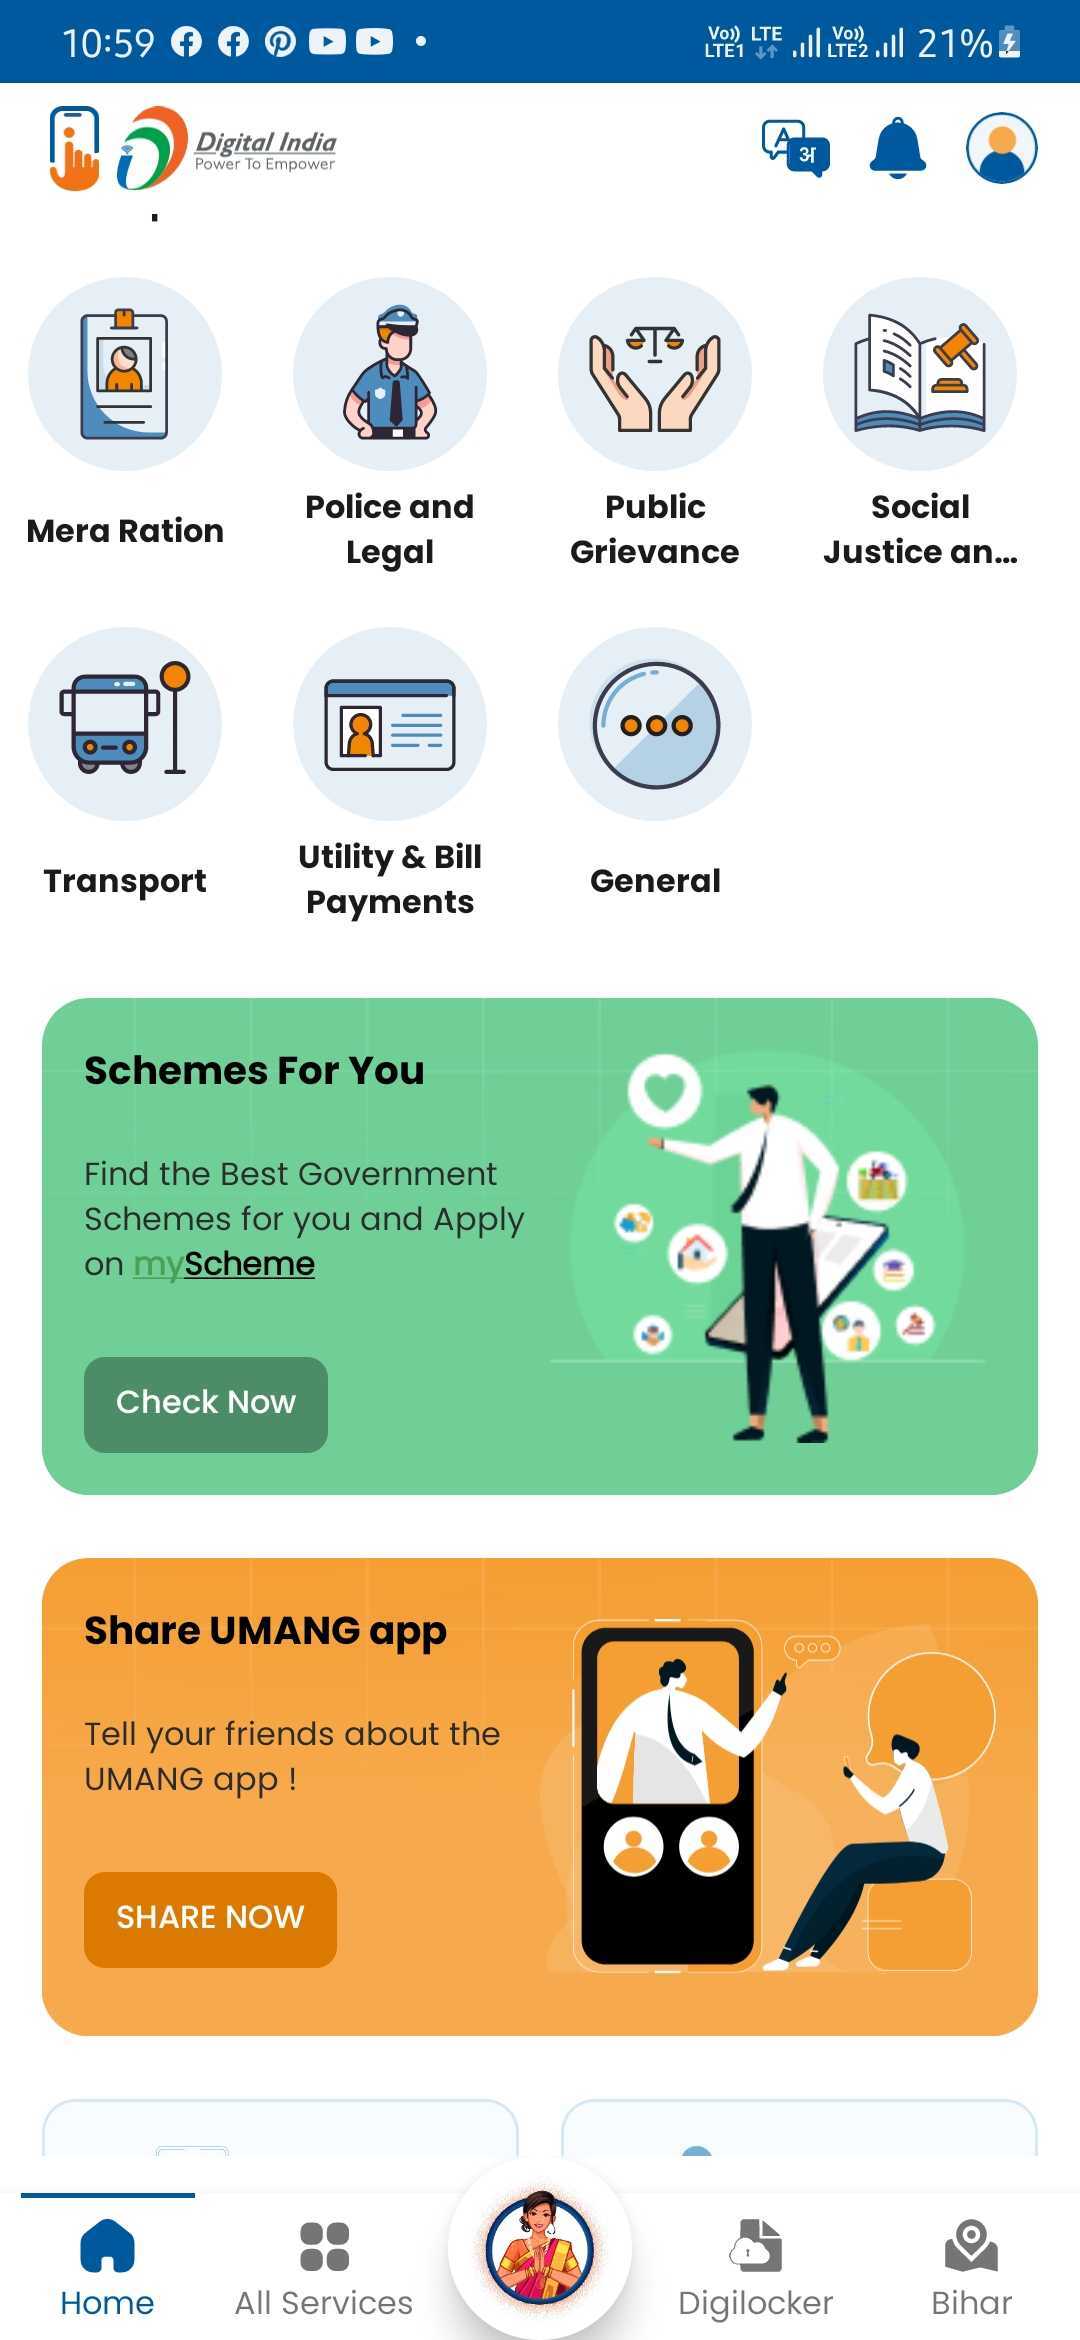 10:59
Vo)) LTE
LTE1
Vo))
LTE2
21%
Digital India
Power To Empower
A
अ
Mera Ration
Police and
Legal
Public
Grievance
Social
Justice an...
Transport
Utility & Bill
Payments
General
Schemes For You
Find the Best Government
Schemes for you and Apply
on myScheme
Check Now
Share UMANG app
Tell your friends about the
UMANG app !
SHARE NOW
Home
All Services
Digilocker
Bihar